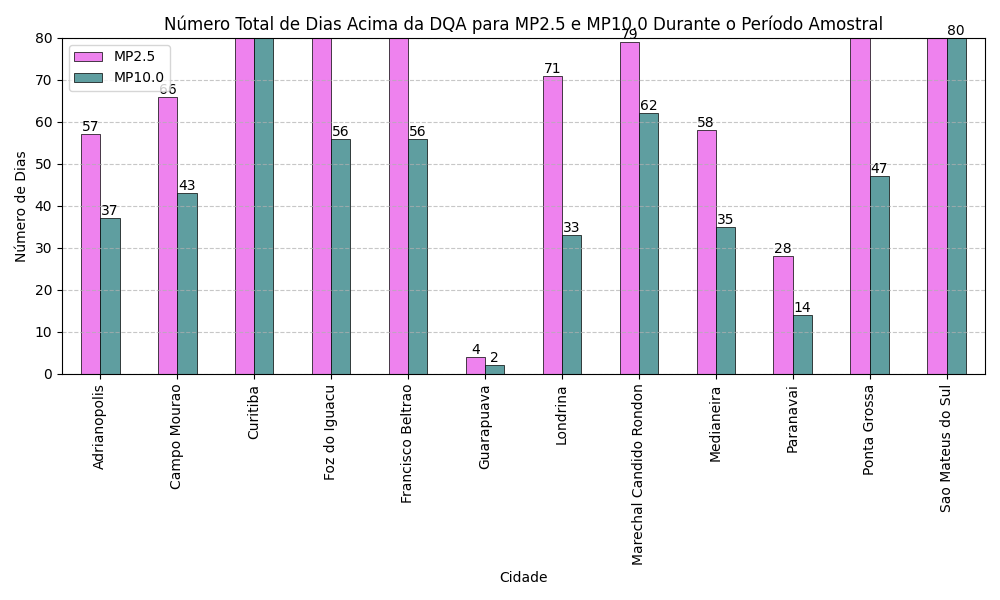 Número Total de Dias Acima da DQA para MP2.5 e MP10.0 Durante o Período Amostral
MP2.5
MP10.0
Número de Dias
80
70
60
50
40
30
20
10
0
57
37
66
43
56
56
4
2
71
33
79
62
58
35
28
14
47
80
Adrianopolis
Campo Mourao
Curitiba
Foz do Iguacu
Francisco Beltrao
Guarapuava
Londrina
Marechal Candido Rondon
Medianeira
Paranavai
Ponta Grossa
Sao Mateus do Sul
Cidade